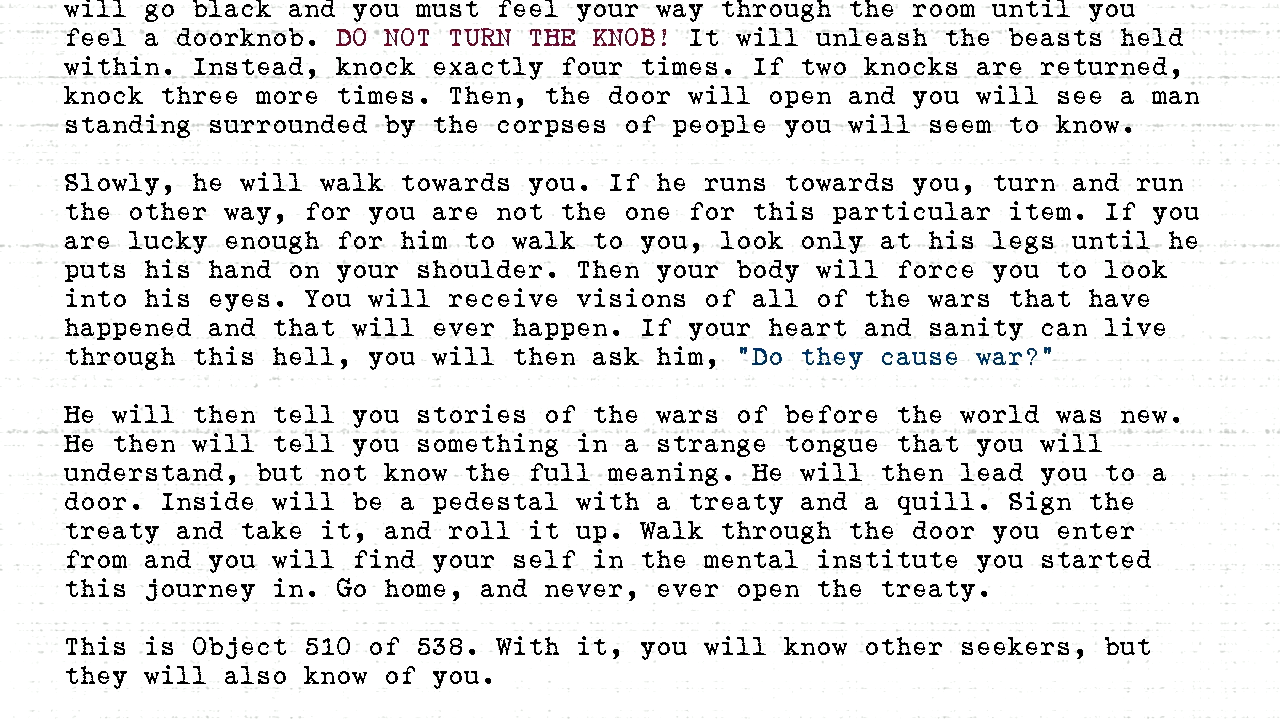 will go black and you must feel your way through the room until you
feel a doorknob. DO NOT TURN THE KNOB! It will unleash the beasts held
within. Instead, knock exactly four times. If two knocks are returned,
knock three more times. Then, the door will open and you will see a man
standing surrounded by the corpses of people you will seem to know.
Slowly, he will walk towards you. If he runs towards you, turn and run
the other way, for you are not the one for this particular item. If you
are lucky enough for him to walk to you, look only at his legs until he
puts his hand on your shoulder. Then your body will force you to look
into his eyes. You will receive visions of all of the wars that have
happened and that will ever happen. If your heart and sanity can live
through this hell, you will then ask him, "Do they cause war?"
He will then tell you stories of the wars of before the world was new.
He then will tell you something in a strange tongue that you will
understand, but not know the full meaning. He will then lead you to a
door. Inside will be a pedestal with a treaty and a quill. Sign the
treaty and take it, and roll it up. Walk through the door you enter
from and you will find your self in the mental institute you started
this journey in. Go home, and never, ever open the treaty.
This is Object 510 of 538. With it, you will know other seekers, but
they will also know of you.